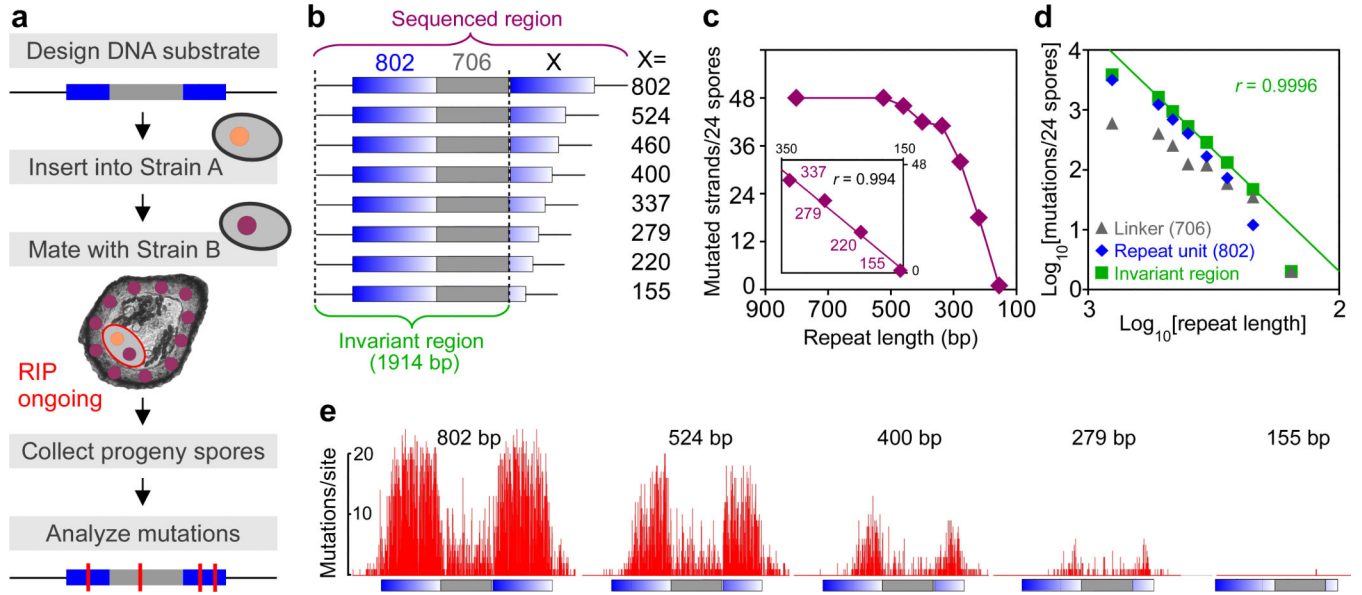 a
Design DNA substrate
Insert into Strain A
Mate with Strain B
RIP
ongoing
Collect progeny spores
Analyze mutations
b
Sequenced region
802 706 X X=
802
524
460
400
337
279
220
155
Invariant region
(1914 bp)
c
Mutated strands/24 spores
48
36
24
12
0
900 700 500 300 100
Repeat length (bp)
350 150
48
0
r = 0.994
337
279
220
155
d
Log10[mutations/24 spores]
4
3
2
1
0
3 2
Log10[repeat length]
r = 0.9996
Linker (706)
Repeat unit (802)
Invariant region
e
Mutations/site
20
10
802 bp 524 bp 400 bp 279 bp 155 bp